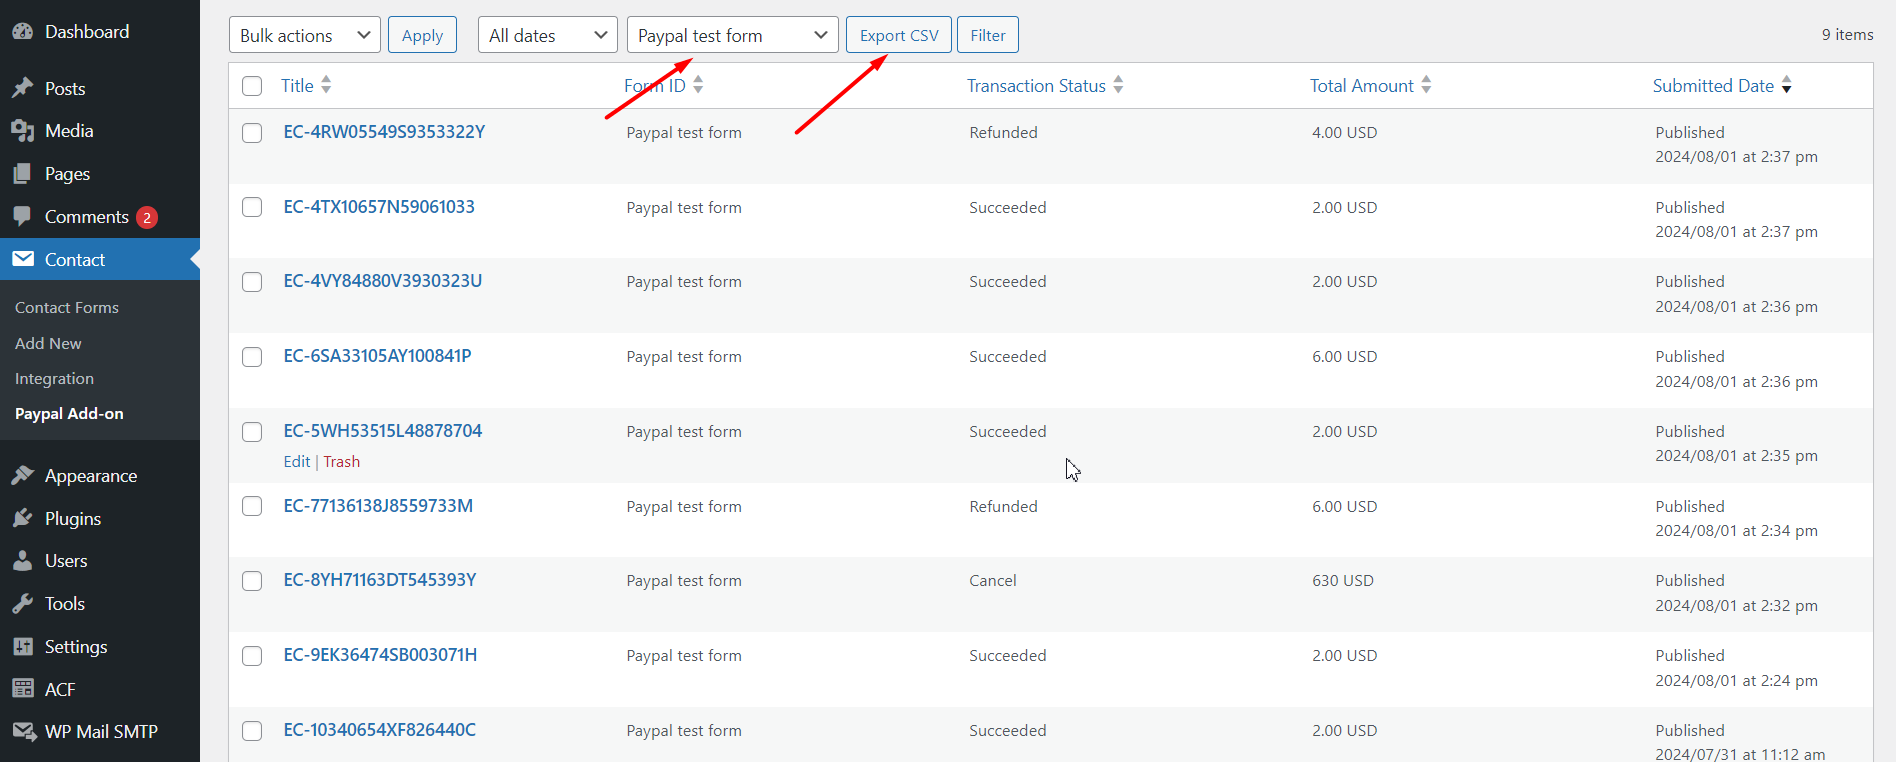 Dashboard
Posts
Media
Pages
Comments 2
Contact
Contact Forms
Add New
Integration
Paypal Add-on
Appearance
Plugins
Users
Tools
Settings
ACF
WP Mail SMTP
Bulk actions Apply All dates Paypal test form Export CSV Filter 9 items
Title Form ID Transaction Status Total Amount Submitted Date
EC-4RW05549S9353322Y Paypal test form Refunded 4.00 USD Published
2024/08/01 at 2:37 pm
EC-4TX10657N59061033 Paypal test form Succeeded 2.00 USD Published
2024/08/01 at 2:37 pm
EC-4VY84880V3930323U Paypal test form Succeeded 2.00 USD Published
2024/08/01 at 2:36 pm
EC-6SA33105AY100841P Paypal test form Succeeded 6.00 USD Published
2024/08/01 at 2:36 pm
EC-5WH53515L48878704 Paypal test form Succeeded 2.00 USD Published
Edit | Trash 2024/08/01 at 2:35 pm
EC-77136138J8559733M Paypal test form Refunded 6.00 USD Published
2024/08/01 at 2:34 pm
EC-8YH71163DT545393Y Paypal test form Cancel 630 USD Published
2024/08/01 at 2:32 pm
EC-9EK36474SB003071H Paypal test form Succeeded 2.00 USD Published
2024/08/01 at 2:24 pm
EC-10340654XF826440C Paypal test form Succeeded 2.00 USD Published
2024/07/31 at 11:12 am